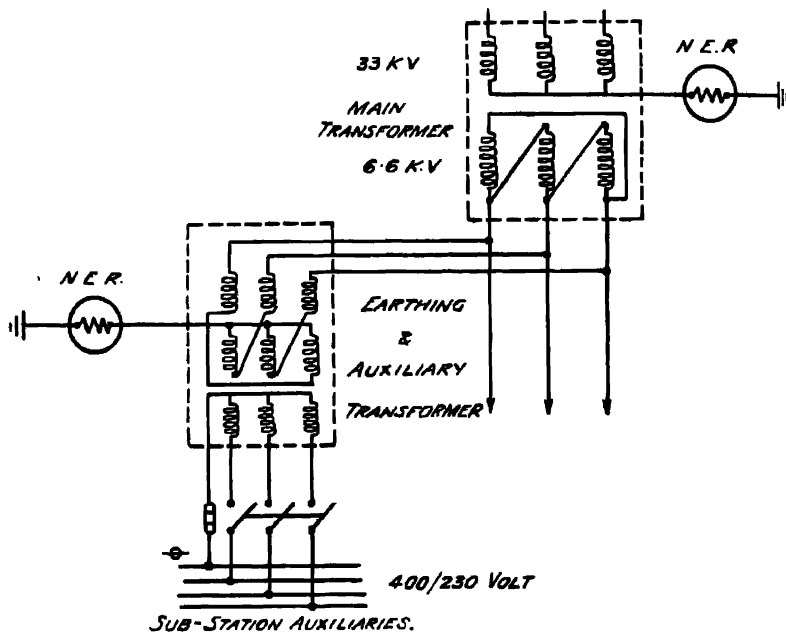 33 KV
N E.R
MAIN
TRANSFORMER
6·6 K.V
N E R.
EARTHING
&
AUXILIARY
TRANSFORMER
400/230 VOLT
SUB-STATION AUXILIARIES.